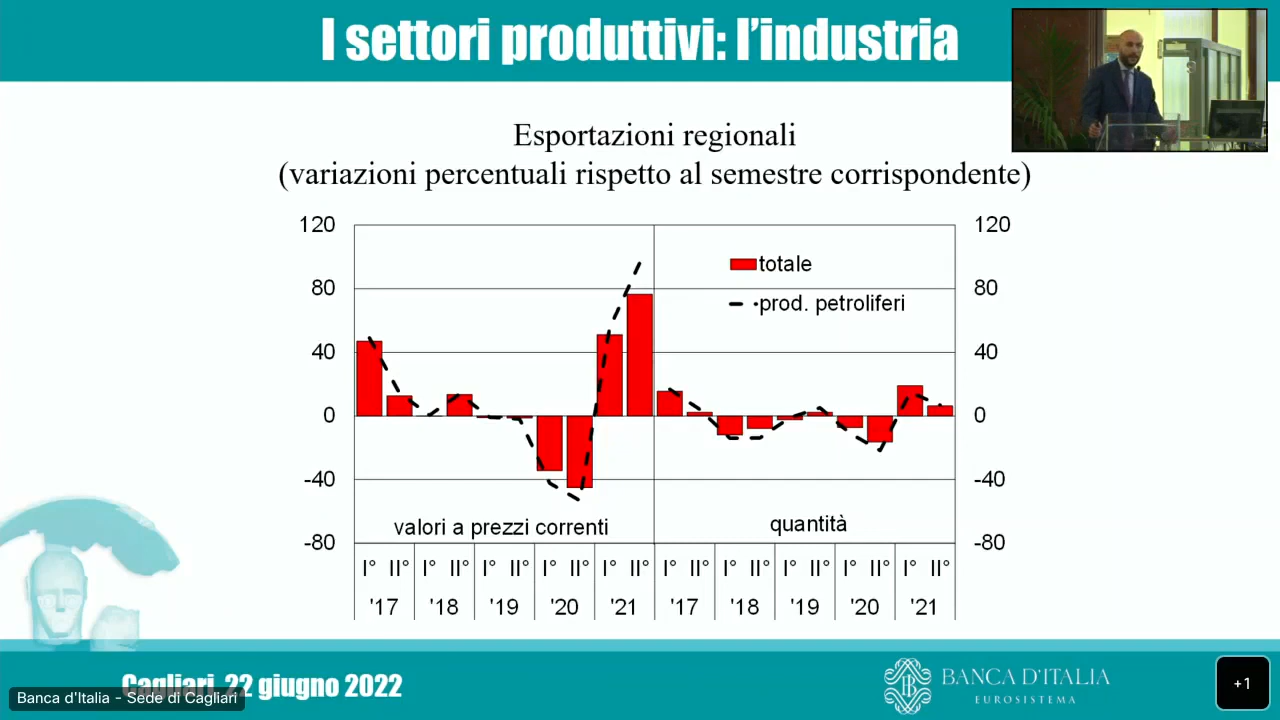 I settori produttivi: l’industria
Esportazioni regionali
(variazioni percentuali rispetto al semestre corrispondente)
120 120
80 80
40 40
0 0
-40 -40
-80 -80
totale
prod. petroliferi
valori a prezzi correnti quantità
I° II° I° II° I° II° I° II° I° II° I° II° I° II° I° II° I° II° I° II°
'17 '18 '19 '20 '21 '17 '18 '19 '20 '21
Cagliari, 22 giugno 2022
Banca d'Italia - Sede di Cagliari
BANCA D'ITALIA
EUROSISTEMA
+1